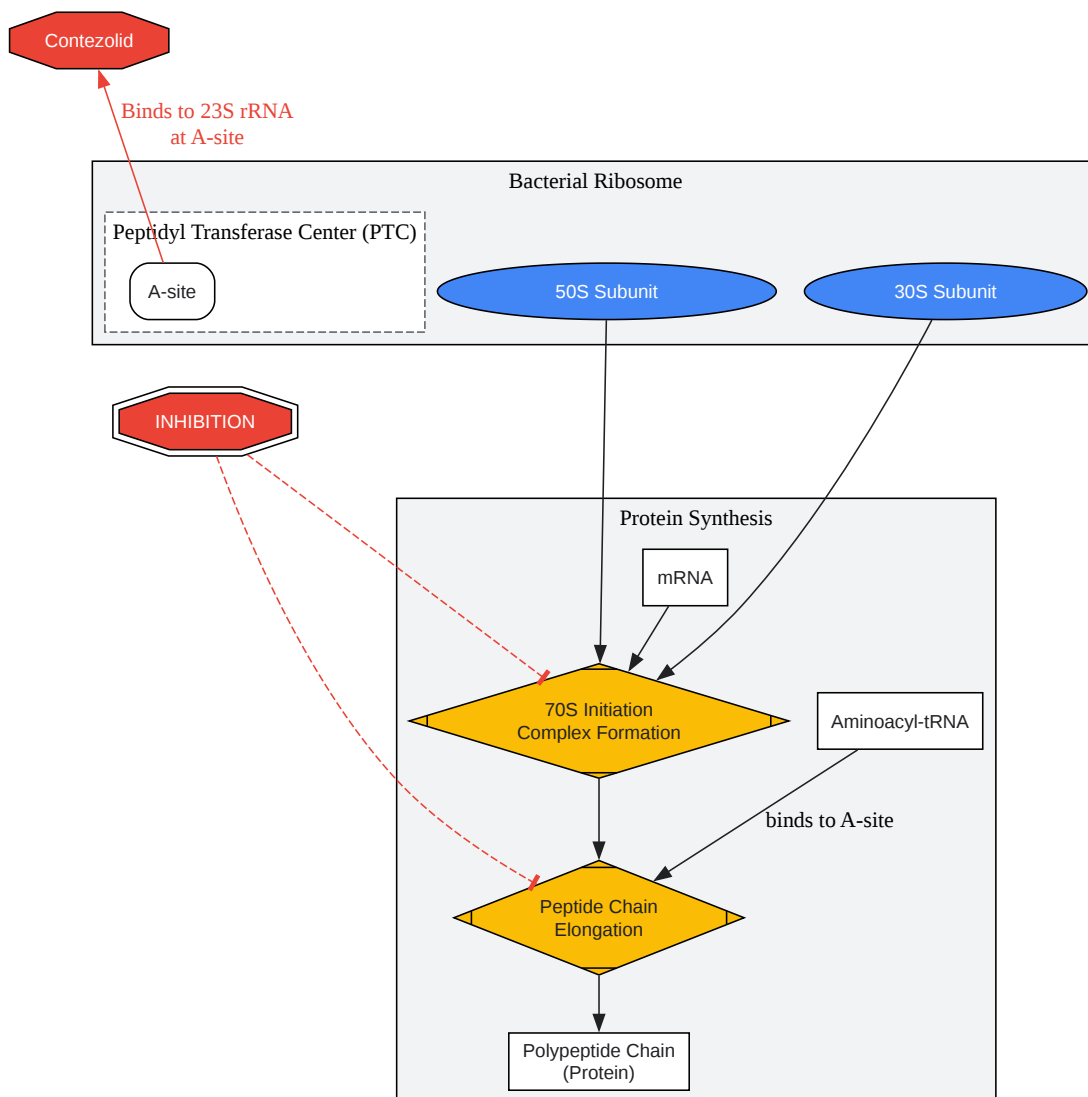 Contezolid
Binds to 23S rRNA
at A-site
Bacterial Ribosome
Peptidyl Transferase Center (PTC)
A-site
50S Subunit
30S Subunit
INHIBITION
Protein Synthesis
mRNA
70S Initiation
Complex Formation
Aminoacyl-tRNA
binds to A-site
Peptide Chain
Elongation
Polypeptide Chain
(Protein)